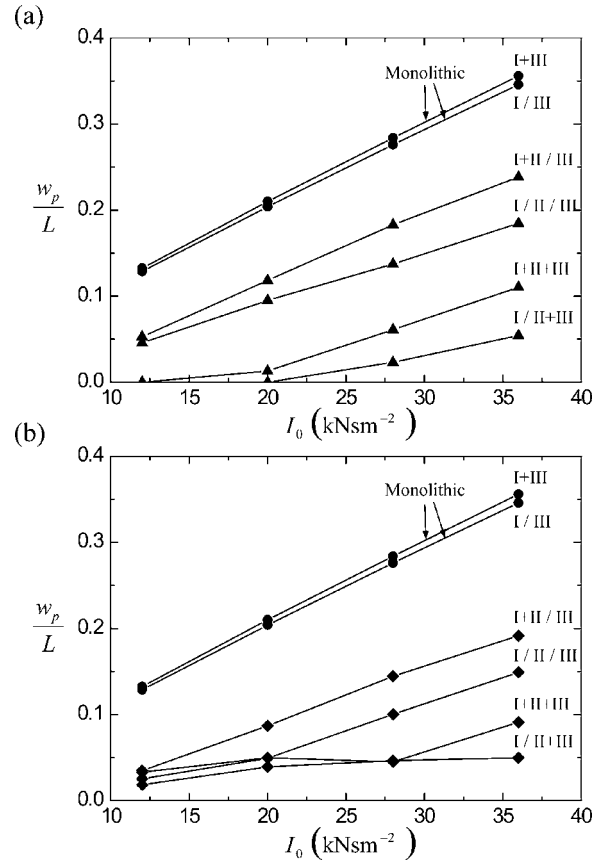 (a)
0.4
0.3
0.2
0.1
0.0
w_p
L
Monolithic
I+III
I / III
I+II / III
I / II / III
I+II+III
I / II+III
10 15 20 25 30 35 40
I_0 (kNsm^{-2})
(b)
0.4
0.3
0.2
0.1
0.0
w_p
L
Monolithic
I+III
I / III
I+II / III
I / II / III
I+II+III
I / II+III
10 15 20 25 30 35 40
I_0 (kNsm^{-2})